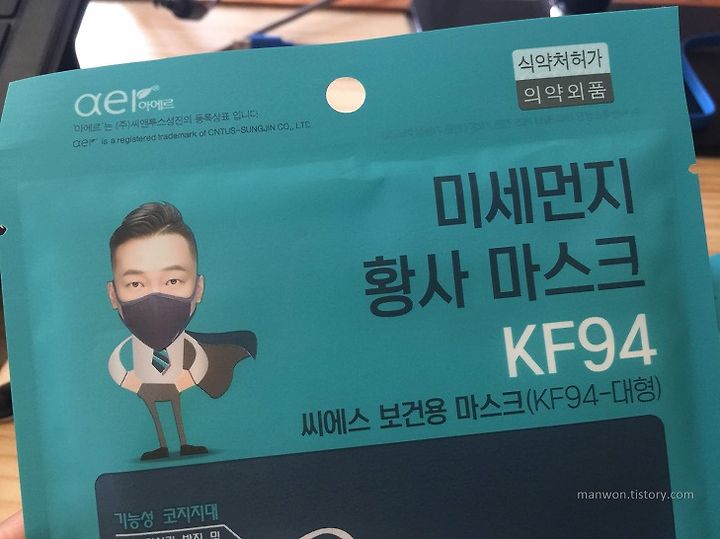 aer 아에르
'아에르'는 (주)씨앤투스성진의 등록상표 입니다.
aer is a registered trademark of CNTUS-SUNGJIN CO., LTD
식약처허가
의약외품
미세먼지
황사 마스크
KF94
씨에스 보건용 마스크(KF94-대형)
기능성 코지지대
manwon.tistory.com